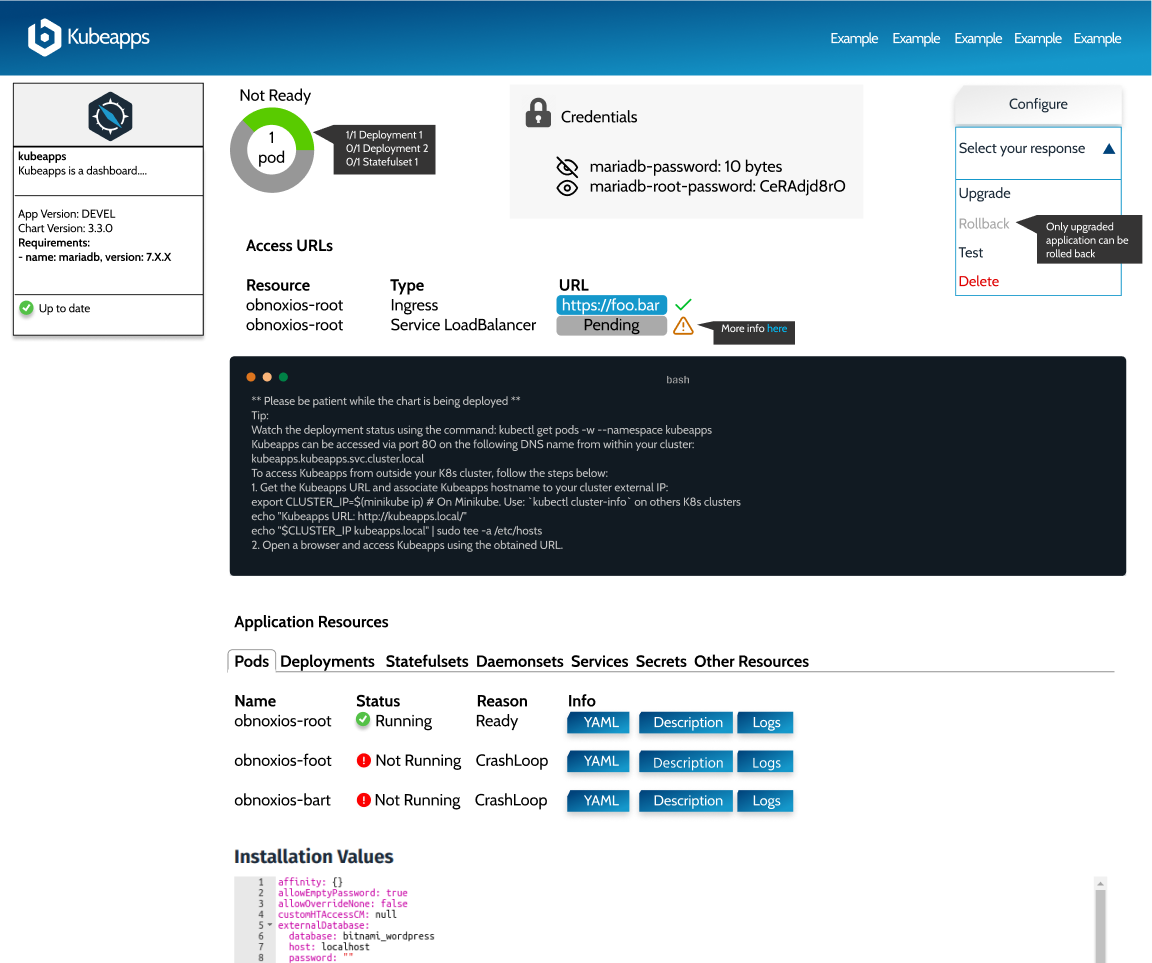 Kubeapps
Example Example Example Example Example
kubeapps
Kubeapps is a dashboard....
App Version: DEVEL
Chart Version: 3.3.0
Requirements:
- name: mariadb, version: 7.X.X
Up to date
Not Ready
1
pod
1/1 Deployment 1
0/1 Deployment 2
0/1 Statefulset 1
Credentials
mariadb-password: 10 bytes
mariadb-root-password: CeRAdjd8rO
Configure
Select your response
Upgrade
Rollback
Only upgraded
application can be
rolled back
Test
Delete
Access URLs
Resource Type URL
obnoxios-root Ingress https://foo.bar
obnoxios-root Service LoadBalancer Pending
More info here
bash
** Please be patient while the chart is being deployed **
Tip:
Watch the deployment status using the command: kubectl get pods -w --namespace kubeapps
Kubeapps can be accessed via port 80 on the following DNS name from within your cluster:
kubeapps.kubeapps.svc.cluster.local
To access Kubeapps from outside your K8s cluster, follow the steps below:
1. Get the Kubeapps URL and associate Kubeapps hostname to your cluster external IP:
export CLUSTER_IP=$(minikube ip) # On Minikube. Use: `kubectl cluster-info` on others K8s clusters
echo "Kubeapps URL: http://kubeapps.local/"
echo "$CLUSTER_IP kubeapps.local" | sudo tee -a /etc/hosts
2. Open a browser and access Kubeapps using the obtained URL.
Application Resources
Pods Deployments Statefulsets Daemonsets Services Secrets Other Resources
Name Status Reason Info
obnoxios-root Running Ready YAML Description Logs
obnoxios-foot Not Running CrashLoop YAML Description Logs
obnoxios-bart Not Running CrashLoop YAML Description Logs
Installation Values
1 affinity: {}
2 allowEmptyPassword: true
3 allowOverrideNone: false
4 customHTAccessCM: null
5 externalDatabase:
6 database: bitnami_wordpress
7 host: localhost
8 password: ""